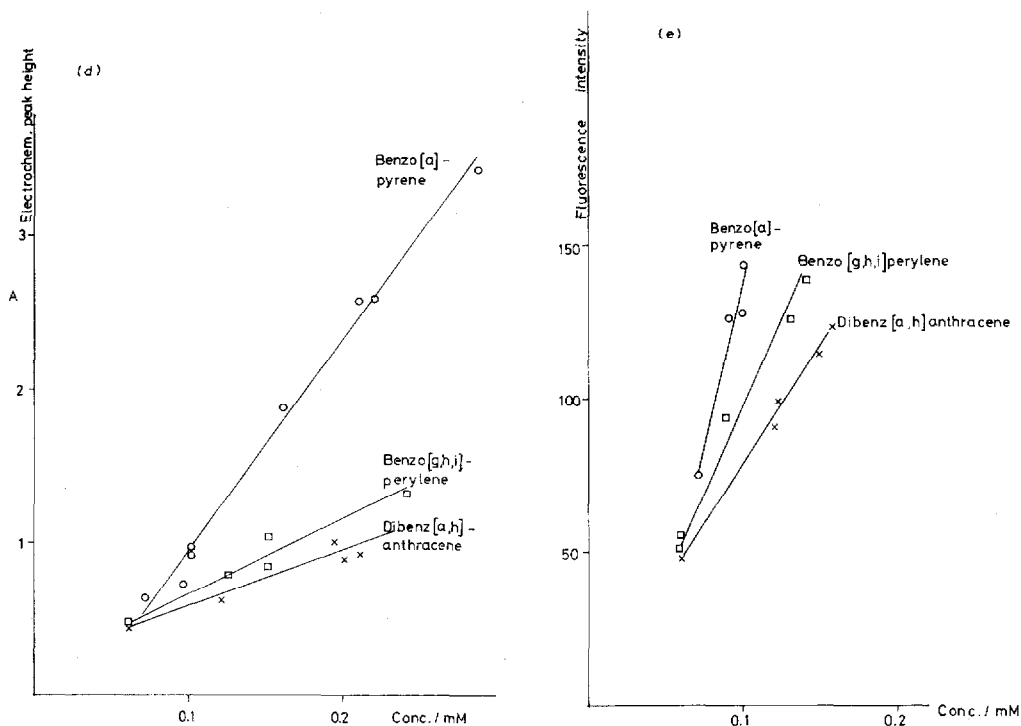 (d)
Electrochem. peak height
A
3
2
1
Benzo[a]-
pyrene
Benzo[g,h,i]-
perylene
Dibenz[a,h]-
anthracene
0.1
0.2
Conc./mM
(e)
Fluorescence intensity
150
100
50
Benzo[a]-
pyrene
Benzo[g,h,i]perylene
Dibenz[a,h]anthracene
0.1
0.2
Conc./mM